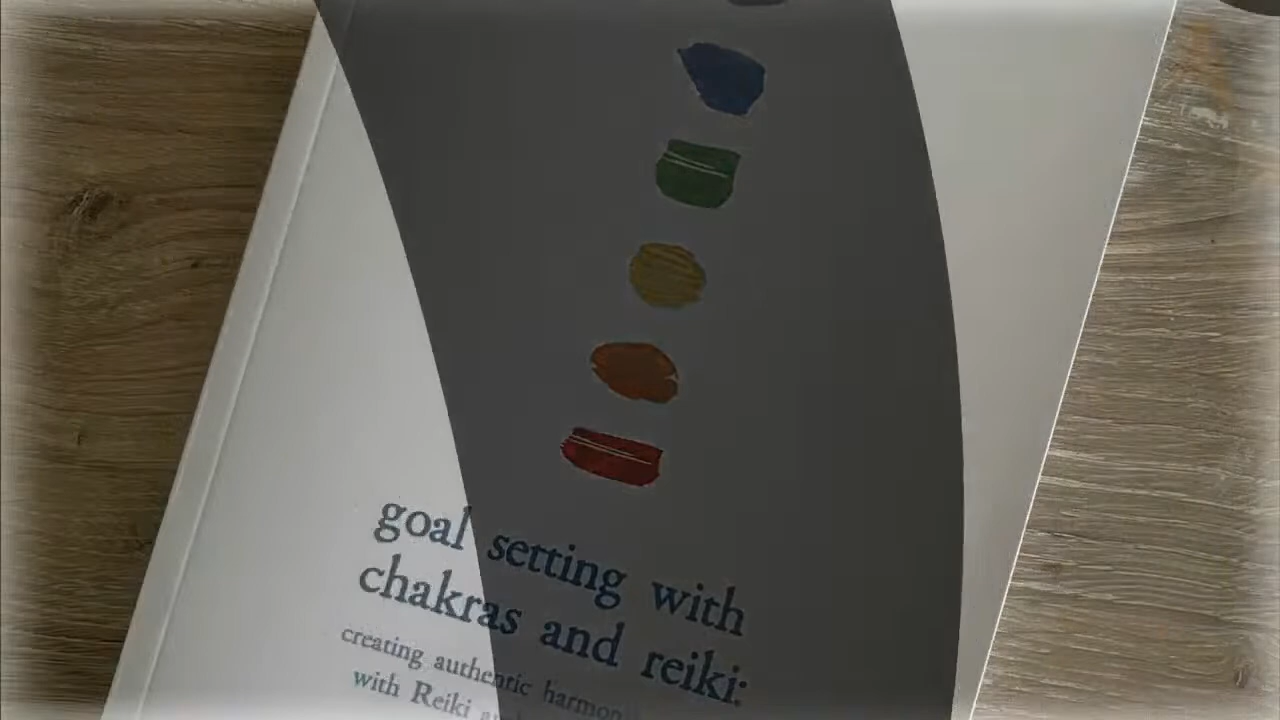 goal setting with
chakras and reiki:
creating authentic harmon
with Reiki